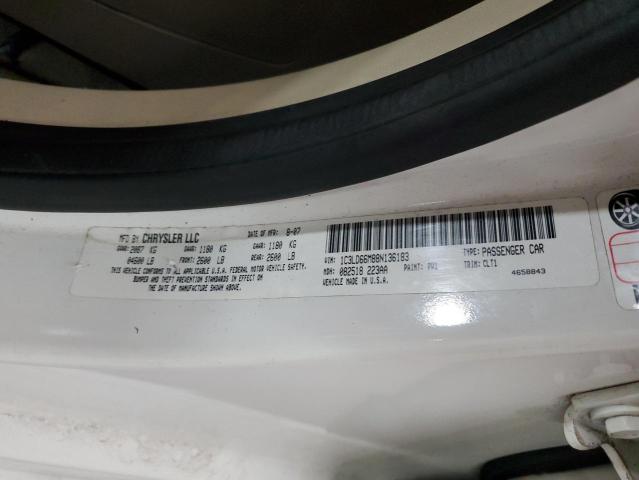 MFD BY CHRYSLER LLC DATE OF MFR: 8-07
GVWR: 2087 KG GAWR: 1180 KG GAWR: 1180 KG
04600 LB FRONT: 2600 LB REAR: 2600 LB
THIS VEHICLE CONFORMS TO ALL APPLICABLE U.S.A. FEDERAL MOTOR VEHICLE SAFETY,
BUMPER AND THEFT PREVENTION STANDARDS IN EFFECT ON
THE DATE OF MANUFACTURE SHOWN ABOVE.
VIN: 1C3LD66M88N136183 TYPE: PASSENGER CAR
MDH: 082518 223AA PAINT: PW1 TRIM: CLT1
VEHICLE MADE IN U.S.A. 4658843